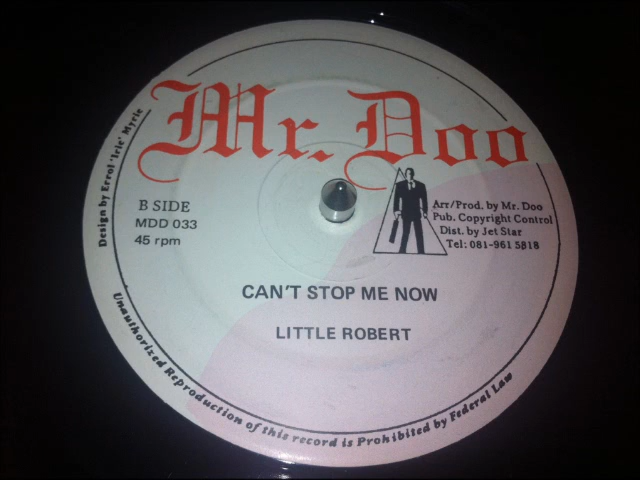 Mr. Doo
Design by Errol 'Irie' Myrie
B SIDE
MDD 033
45 rpm
Arr/Prod. by Mr. Doo
Pub. Copyright Control
Dist. by Jet Star
Tel: 081-961 5818
CAN'T STOP ME NOW
LITTLE ROBERT
Unauthorized Reproduction of this record is Prohibited by Federal Law